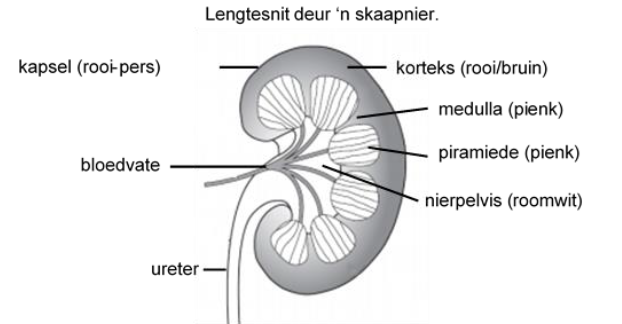 Lengtesnit deur ‘n skaapnier.
kapsel (rooi-pers)
korteks (rooi/bruin)
medulla (pienk)
piramiede (pienk)
bloedvate
nierpelvis (roomwit)
ureter